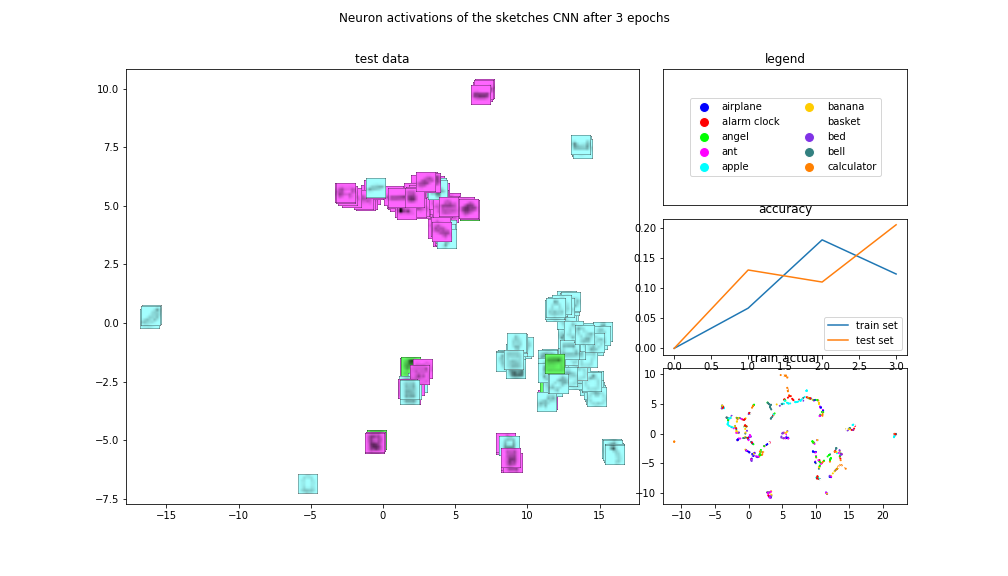 Neuron activations of the sketches CNN after 3 epochs
test data
10.0
7.5
5.0
2.5
0.0
−2.5
−5.0
−7.5
−15
−10
−5
0
5
10
15
legend
airplane
alarm clock
angel
ant
apple
banana
basket
bed
bell
calculator
accuracy
0.20
0.15
0.10
0.05
0.00
train set
test set
0.0
0.5
1.0
1.5
2.0
2.5
3.0
train actual
10
5
0
−5
−10
−10
−5
0
5
10
15
20